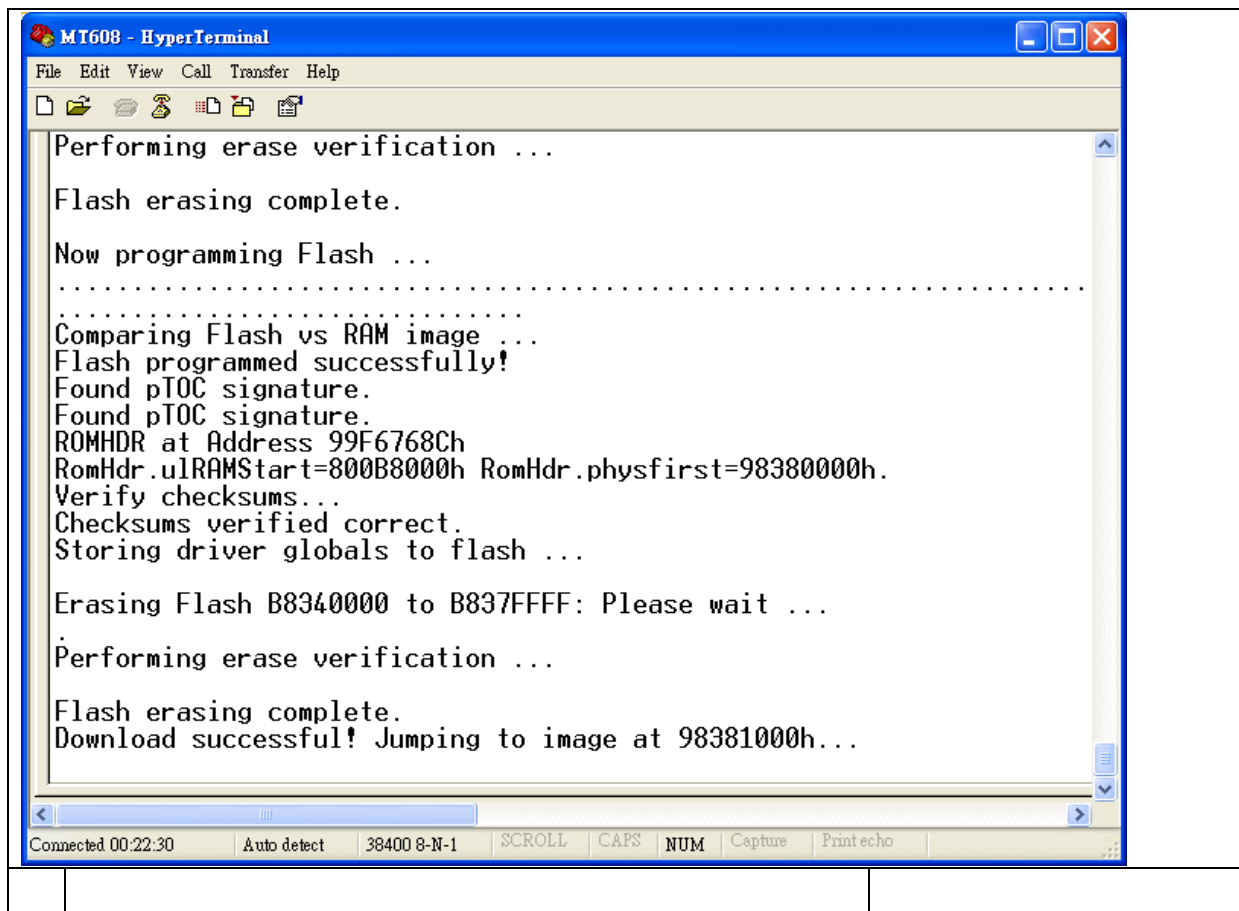 MT608 - HyperTerminal
File Edit View Call Transfer Help
Performing erase verification ...
Flash erasing complete.
Now programming Flash ...
....................................................................
...............................
Comparing Flash vs RAM image ...
Flash programmed successfully!
Found pTOC signature.
Found pTOC signature.
ROMHDR at Address 99F6768Ch
RomHdr.ulRAMStart=800B8000h RomHdr.physfirst=98380000h.
Verify checksums...
Checksums verified correct.
Storing driver globals to flash ...
Erasing Flash B8340000 to B837FFFF: Please wait ...
.
Performing erase verification ...
Flash erasing complete.
Download successful! Jumping to image at 98381000h...
Connected 00:22:30 Auto detect 38400 8-N-1 SCROLL CAPS NUM Capture Print echo